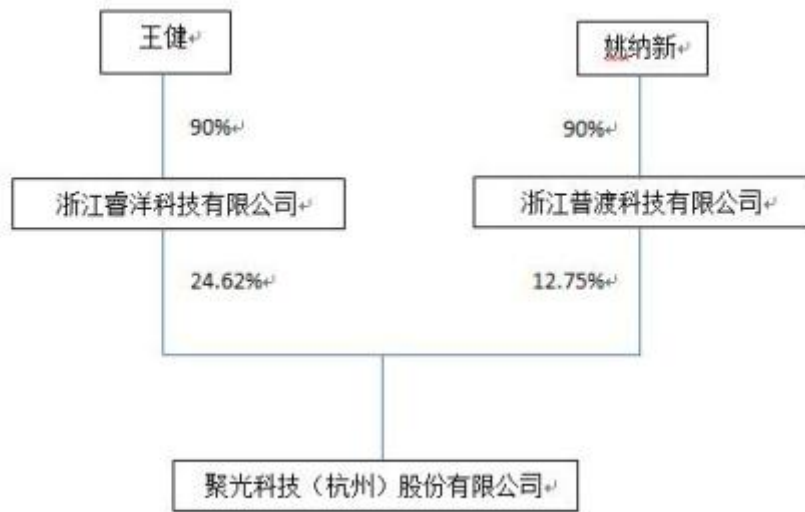 王健
姚纳新
90%
90%
浙江睿洋科技有限公司
浙江普渡科技有限公司
24.62%
12.75%
聚光科技（杭州）股份有限公司